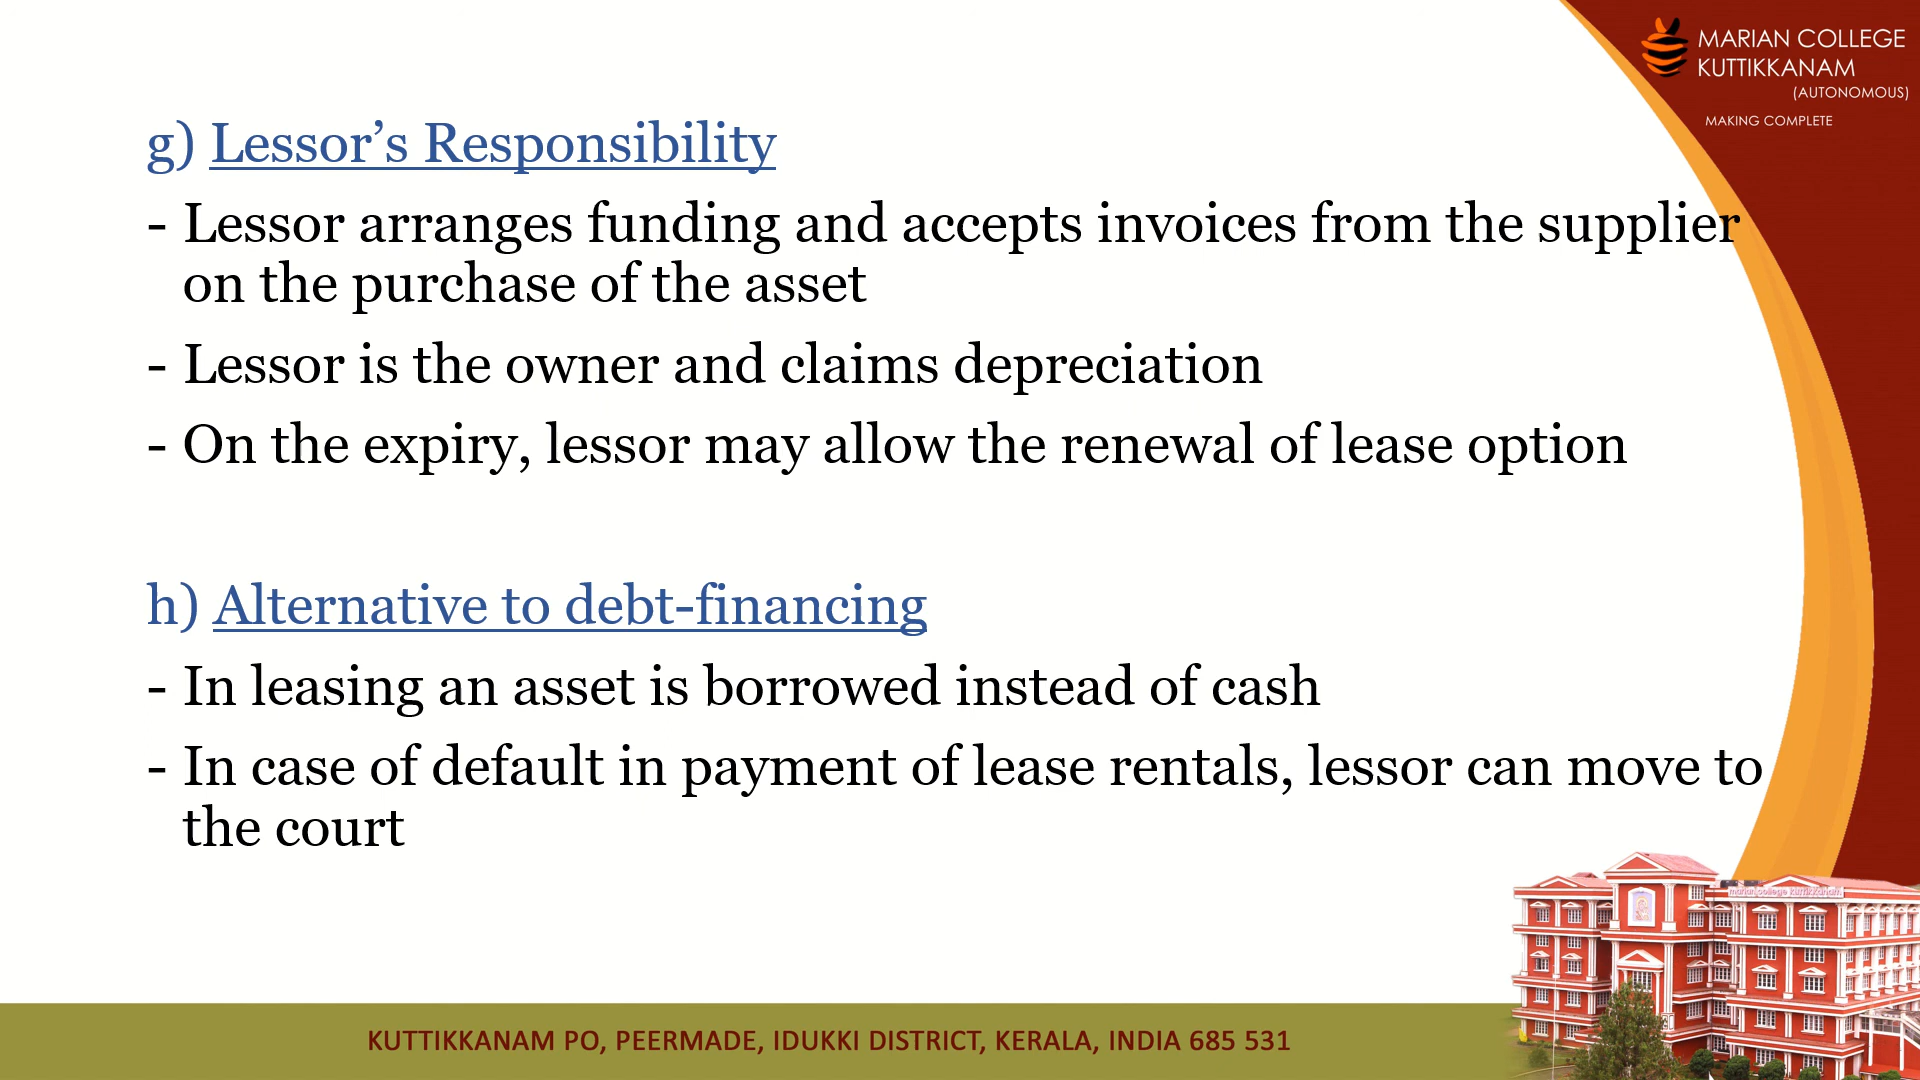 MARIAN COLLEGE
KUTTIKKANAM
(AUTONOMOUS)
MAKING COMPLETE
g) Lessor’s Responsibility
- Lessor arranges funding and accepts invoices from the supplier
on the purchase of the asset
- Lessor is the owner and claims depreciation
- On the expiry, lessor may allow the renewal of lease option
h) Alternative to debt-financing
- In leasing an asset is borrowed instead of cash
- In case of default in payment of lease rentals, lessor can move to
the court
marian college kuttikkanam
KUTTIKKANAM PO, PEERMADE, IDUKKI DISTRICT, KERALA, INDIA 685 531